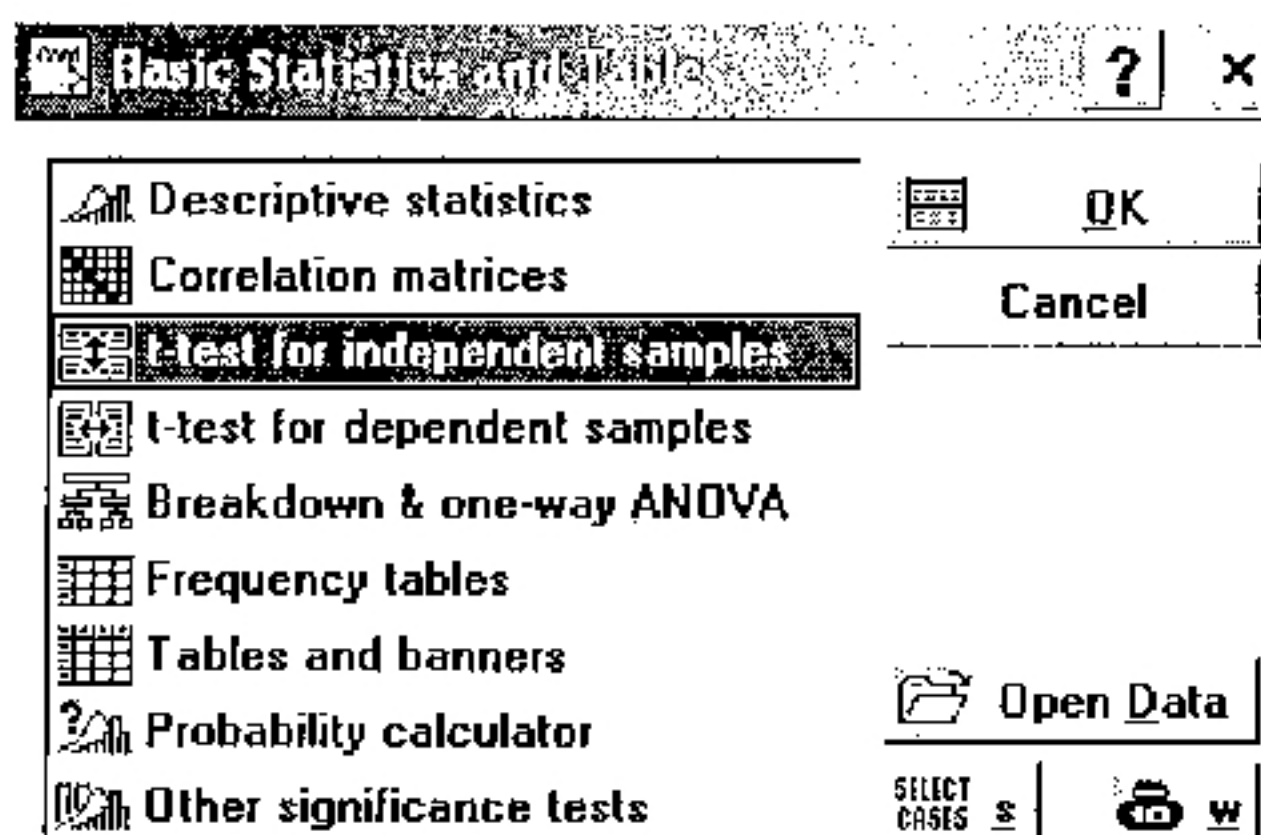 Basic Statistics and Table
? ×
Descriptive statistics
Correlation matrices
t-test for independent samples
t-test for dependent samples
Breakdown & one-way ANOVA
Frequency tables
Tables and banners
Probability calculator
Other significance tests
OK
Cancel
Open Data
SELECT
CASES S
W